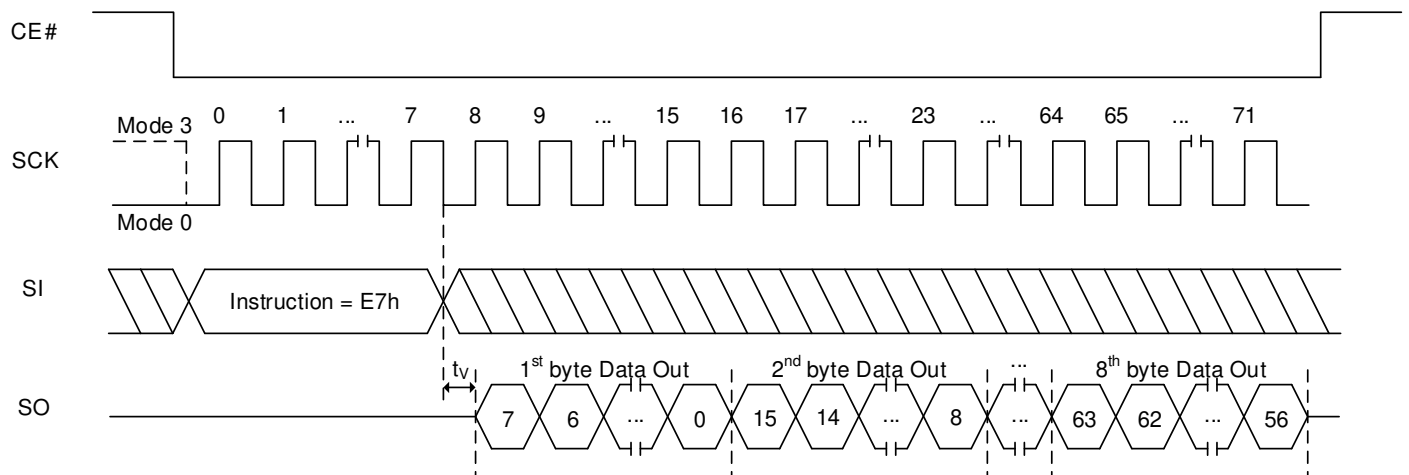 CE#
0 1 ... 7 8 9 ... 15 16 17 ... 23 ... 64 65 ... 71
Mode 3
SCK
Mode 0
SI
Instruction = E7h
tV 1st byte Data Out 2nd byte Data Out ... 8th byte Data Out
SO
7 6 ... 0 15 14 ... 8 ... 63 62 ... 56